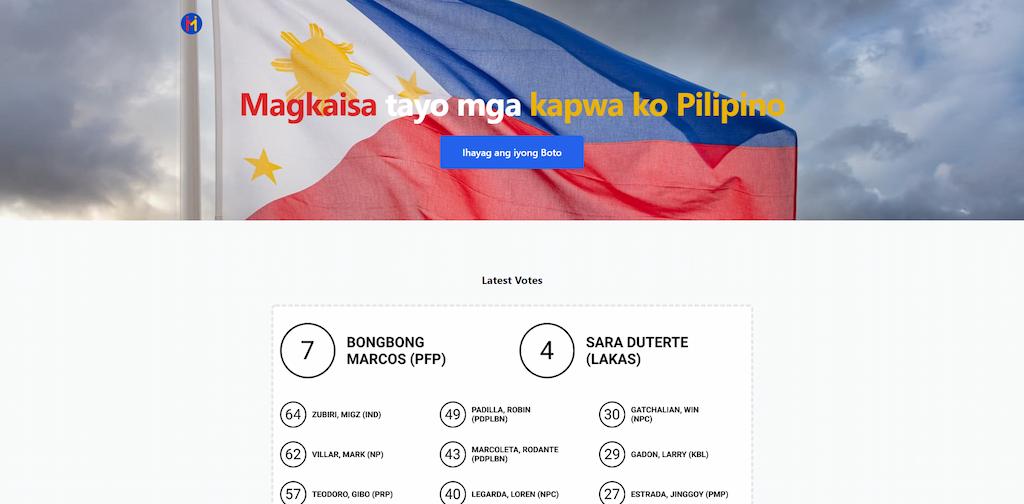 Magkaisa tayo mga kapwa ko Pilipino
Ihayag ang iyong Boto
Latest Votes
7 BONGBONG
MARCOS (PFP)
4 SARA DUTERTE
(LAKAS)
64 ZUBIRI, MIGZ (IND)
49 PADILLA, ROBIN
(PDPLBN)
30 GATCHALIAN, WIN
(NPC)
62 VILLAR, MARK (NP)
43 MARCOLETA, RODANTE
(PDPLBN)
29 GADON, LARRY (KBL)
57 TEODORO, GIBO (PRP)
40 LEGARDA, LOREN (NPC)
27 ESTRADA, JINGGOY (PMP)